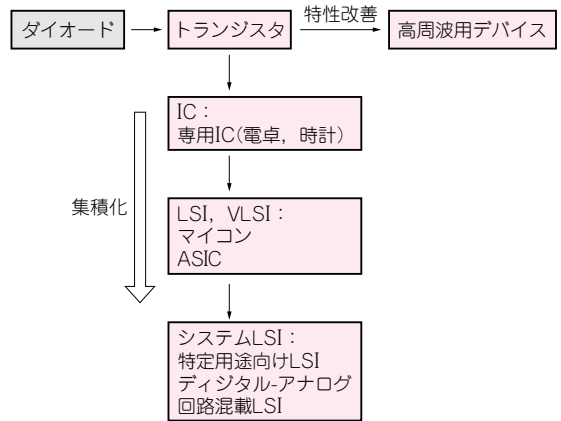 ダイオード
トランジスタ
特性改善
高周波用デバイス
IC：
専用IC(電卓，時計)
集積化
LSI，VLSI：
マイコン
ASIC
システムLSI：
特定用途向けLSI
ディジタル-アナログ
回路混載LSI